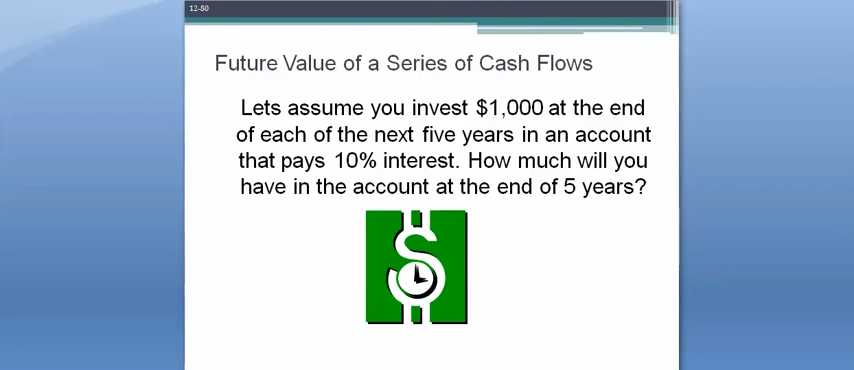 12-80
Future Value of a Series of Cash Flows
Lets assume you invest $1,000 at the end
of each of the next five years in an account
that pays 10% interest. How much will you
have in the account at the end of 5 years?